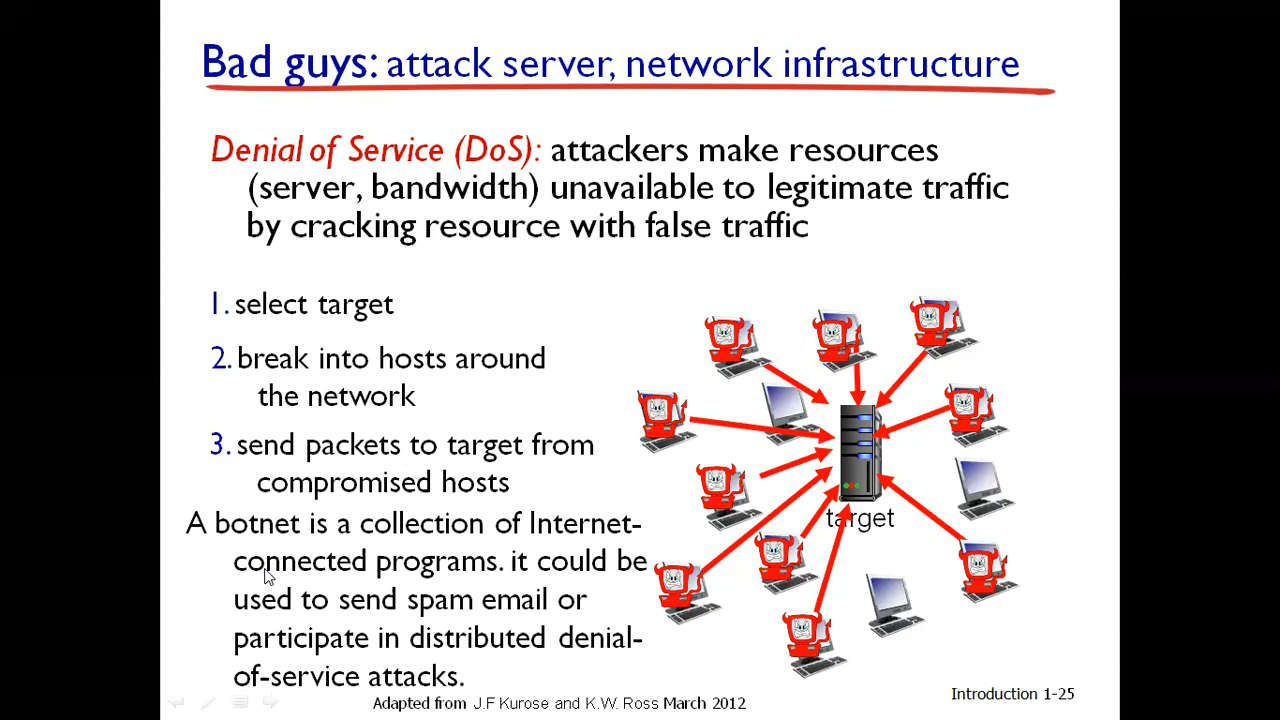 Bad guys: attack server, network infrastructure
Denial of Service (DoS): attackers make resources
(server, bandwidth) unavailable to legitimate traffic
by cracking resource with false traffic
1. select target
2. break into hosts around
the network
3. send packets to target from
compromised hosts
A botnet is a collection of Internet-
connected programs. it could be
used to send spam email or
participate in distributed denial-
of-service attacks.
target
Adapted from J.F Kurose and K.W. Ross March 2012
Introduction 1-25